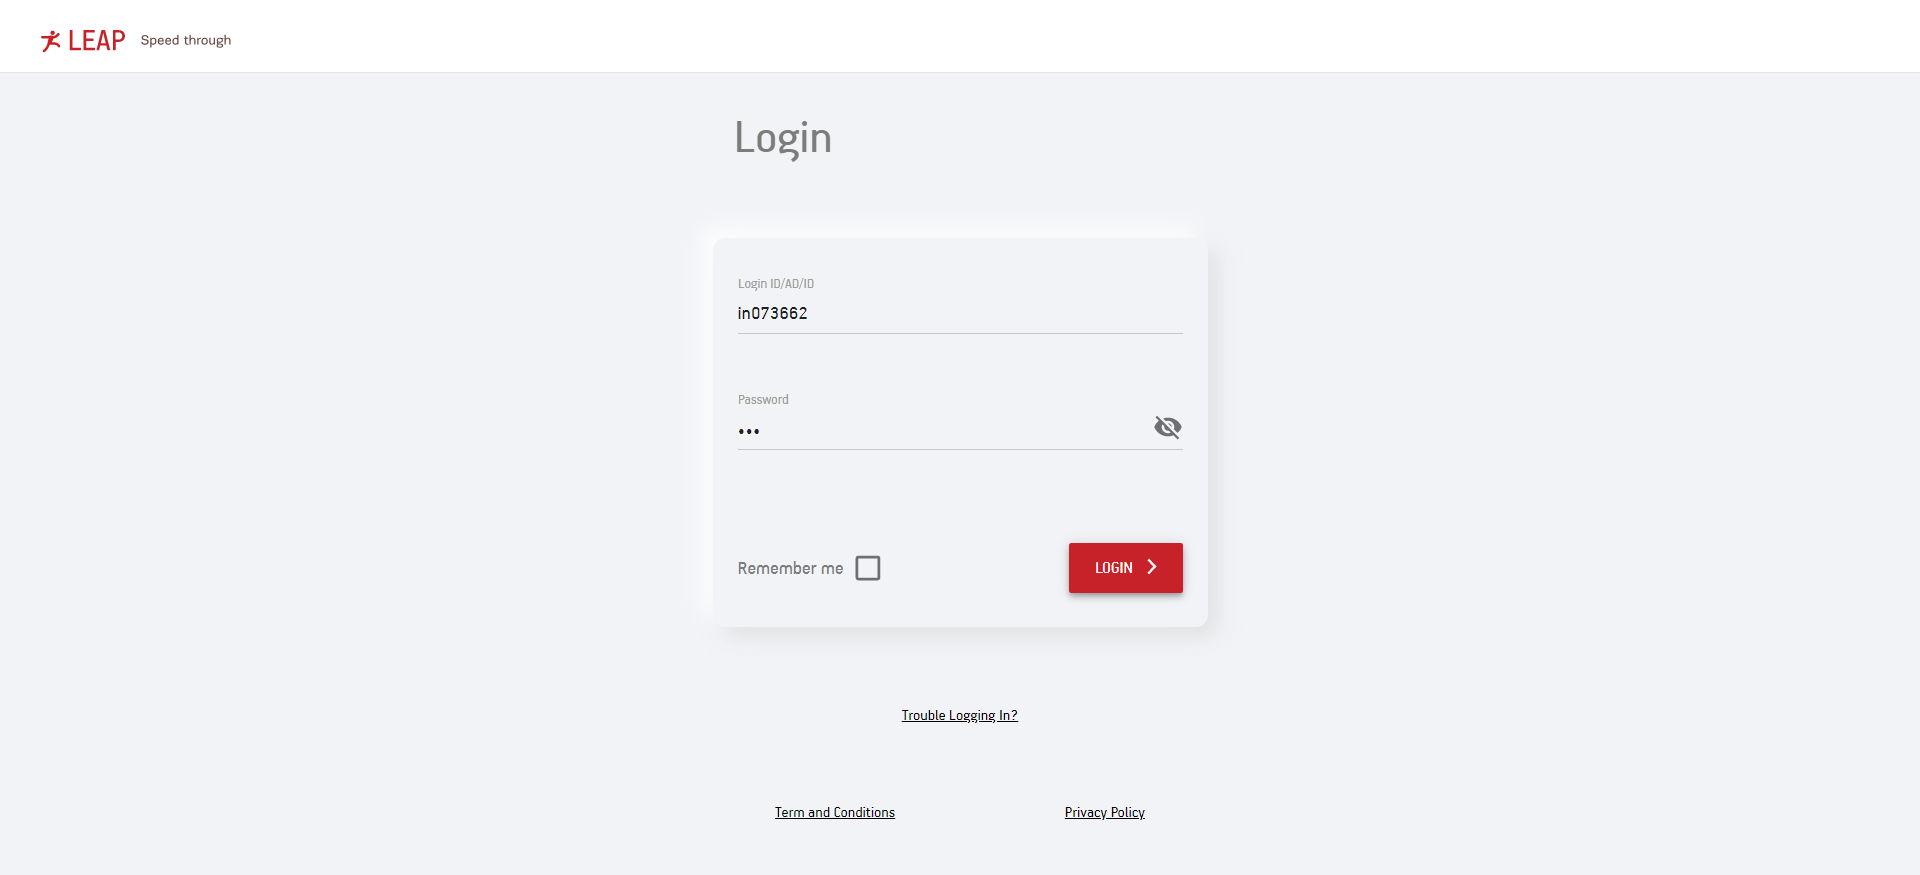 LEAP Speed through
Login
Login ID/AD/ID
in073662
Password
•••
Remember me
LOGIN
Trouble Logging In?
Term and Conditions
Privacy Policy